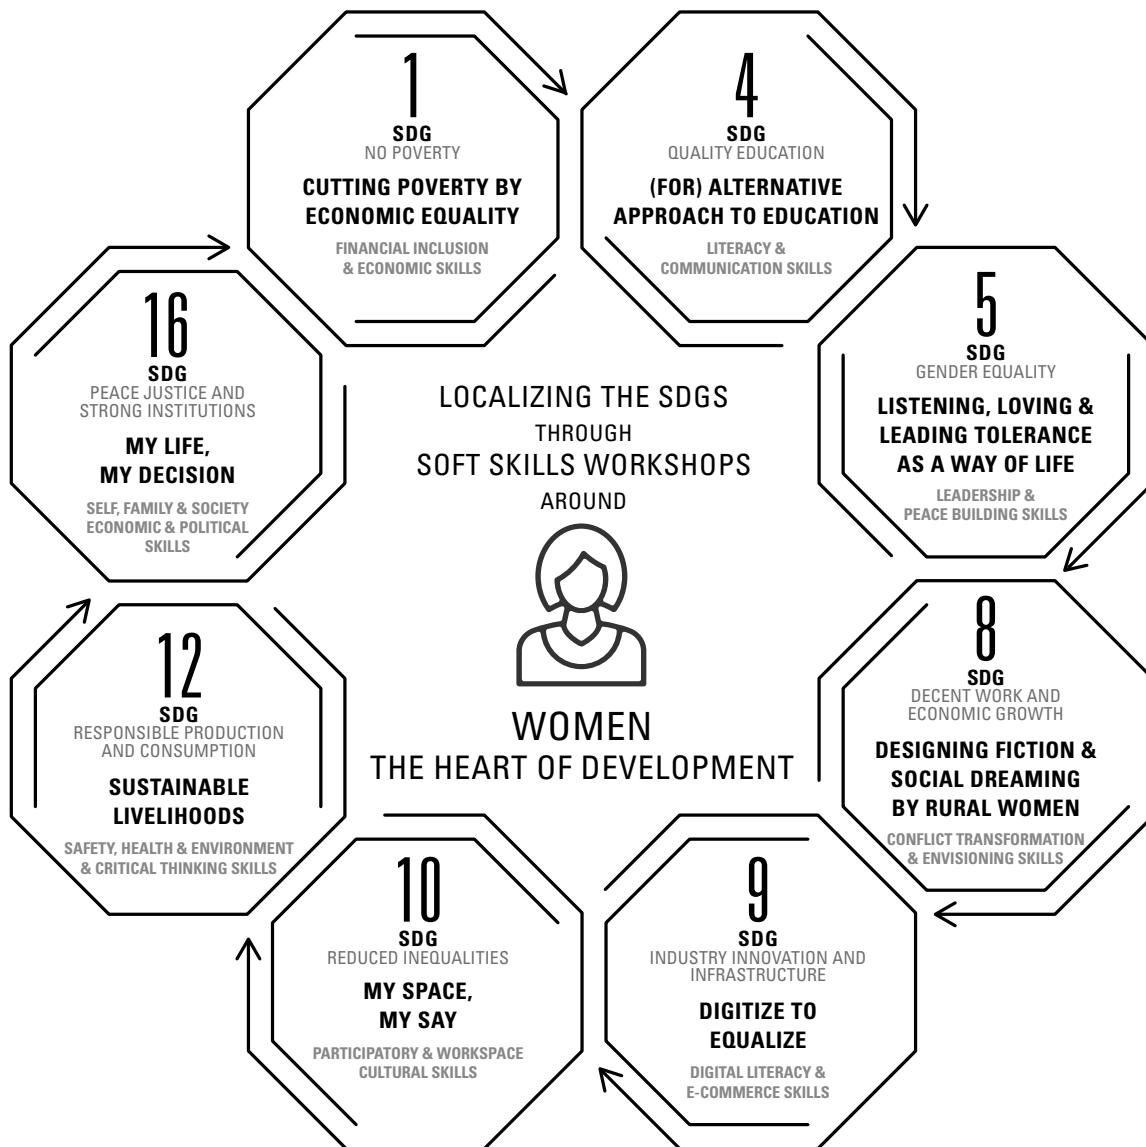 1
SDG
NO POVERTY
CUTTING POVERTY BY
ECONOMIC EQUALITY
FINANCIAL INCLUSION
& ECONOMIC SKILLS
4
SDG
QUALITY EDUCATION
(FOR) ALTERNATIVE
APPROACH TO EDUCATION
LITERACY &
COMMUNICATION SKILLS
5
SDG
GENDER EQUALITY
LISTENING, LOVING &
LEADING TOLERANCE
AS A WAY OF LIFE
LEADERSHIP &
PEACE BUILDING SKILLS
8
SDG
DECENT WORK AND
ECONOMIC GROWTH
DESIGNING FICTION &
SOCIAL DREAMING
BY RURAL WOMEN
CONFLICT TRANSFORMATION
& ENVISIONING SKILLS
9
SDG
INDUSTRY INNOVATION AND
INFRASTRUCTURE
DIGITIZE TO
EQUALIZE
DIGITAL LITERACY &
E-COMMERCE SKILLS
10
SDG
REDUCED INEQUALITIES
MY SPACE,
MY SAY
PARTICIPATORY & WORKSPACE
CULTURAL SKILLS
12
SDG
RESPONSIBLE PRODUCTION
AND CONSUMPTION
SUSTAINABLE
LIVELIHOODS
SAFETY, HEALTH & ENVIRONMENT
& CRITICAL THINKING SKILLS
16
SDG
PEACE JUSTICE AND
STRONG INSTITUTIONS
MY LIFE,
MY DECISION
SELF, FAMILY & SOCIETY
ECONOMIC & POLITICAL
SKILLS
LOCALIZING THE SDGS
THROUGH
SOFT SKILLS WORKSHOPS
AROUND
WOMEN
THE HEART OF DEVELOPMENT